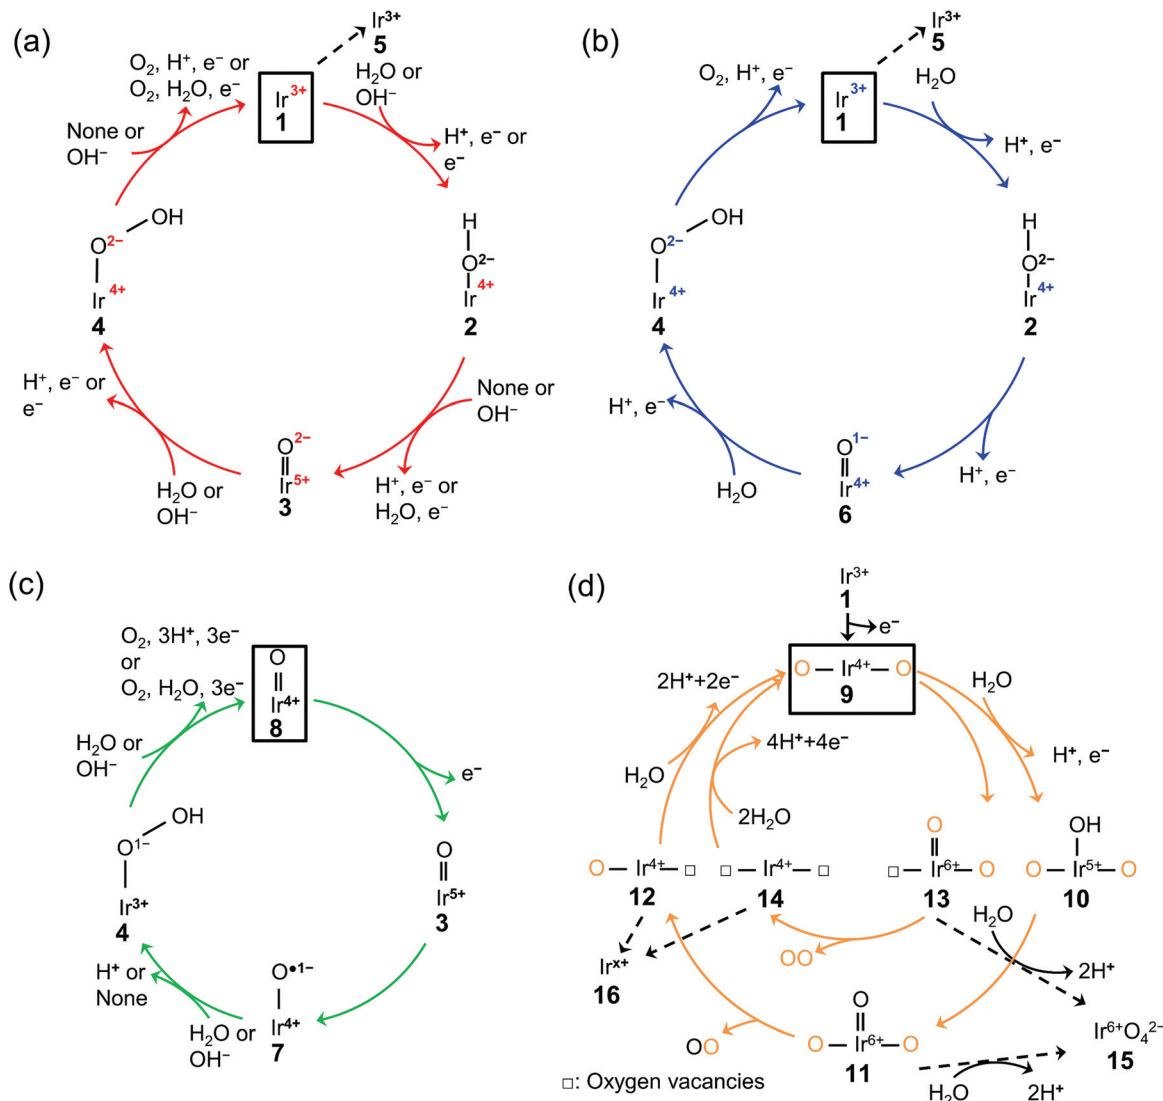 (a)
Ir³⁺
5
O₂, H⁺, e⁻ or
O₂, H₂O, e⁻
H₂O or
OH⁻
Ir³⁺
1
None or
OH⁻
H⁺, e⁻ or
e⁻
OH
O²⁻
Ir⁴⁺
4
H
O²⁻
Ir⁴⁺
2
H⁺, e⁻ or
e⁻
None or
OH⁻
O²⁻
Ir⁵⁺
3
H₂O or
OH⁻
H⁺, e⁻ or
H₂O, e⁻
(b)
Ir³⁺
5
O₂, H⁺, e⁻
H₂O
Ir³⁺
1
H⁺, e⁻
OH
O²⁻
Ir⁴⁺
4
H
O²⁻
Ir⁴⁺
2
H⁺, e⁻
O¹⁻
Ir⁴⁺
6
H₂O
H⁺, e⁻
(c)
O₂, 3H⁺, 3e⁻
or
O₂, H₂O, 3e⁻
O
Ir⁴⁺
8
H₂O or
OH⁻
e⁻
OH
O¹⁻
Ir³⁺
4
O
Ir⁵⁺
3
H⁺ or
None
O•¹⁻
Ir⁴⁺
7
H₂O or
OH⁻
(d)
Ir³⁺
1
e⁻
O Ir⁴⁺ O
9
2H⁺+2e⁻
H₂O
4H⁺+4e⁻
H⁺, e⁻
H₂O
2H₂O
O
OH
O Ir⁴⁺ □
12
□ Ir⁴⁺ □
14
□ Ir⁶⁺ O
13
O Ir⁵⁺ O
10
H₂O
Irˣ⁺
16
OO
2H⁺
O
OO
O Ir⁶⁺ O
11
Ir⁶⁺O₄²⁻
15
□: Oxygen vacancies
H₂O
2H⁺